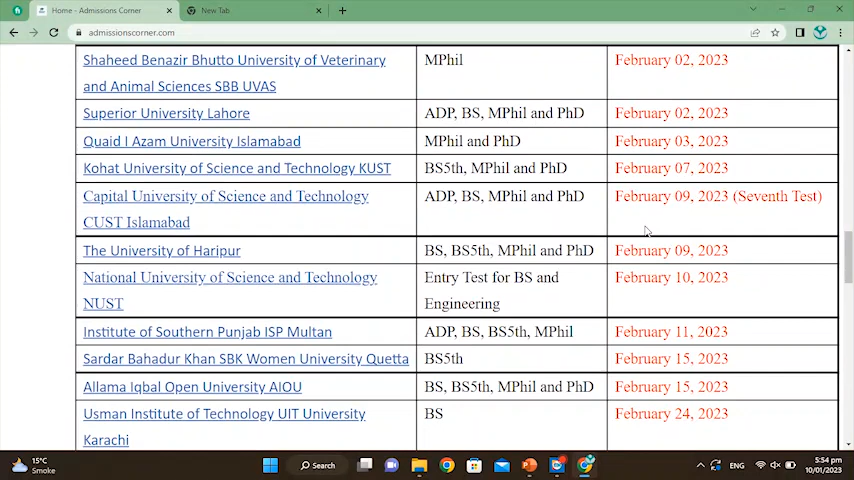 Home - Admissions Corner
New Tab
admissionscorner.com
Shaheed Benazir Bhutto University of Veterinary and Animal Sciences SBB UVAS MPhil February 02, 2023
Superior University Lahore ADP, BS, MPhil and PhD February 02, 2023
Quaid I Azam University Islamabad MPhil and PhD February 03, 2023
Kohat University of Science and Technology KUST BS5th, MPhil and PhD February 07, 2023
Capital University of Science and Technology CUST Islamabad ADP, BS, MPhil and PhD February 09, 2023 (Seventh Test)
The University of Haripur BS, BS5th, MPhil and PhD February 09, 2023
National University of Science and Technology NUST Entry Test for BS and Engineering February 10, 2023
Institute of Southern Punjab ISP Multan ADP, BS, BS5th, MPhil February 11, 2023
Sardar Bahadur Khan SBK Women University Quetta BS5th February 15, 2023
Allama Iqbal Open University AIOU BS, BS5th, MPhil and PhD February 15, 2023
Usman Institute of Technology UIT University Karachi BS February 24, 2023
15°C
Smoke
Search
ENG
5:54 pm
10/01/2023